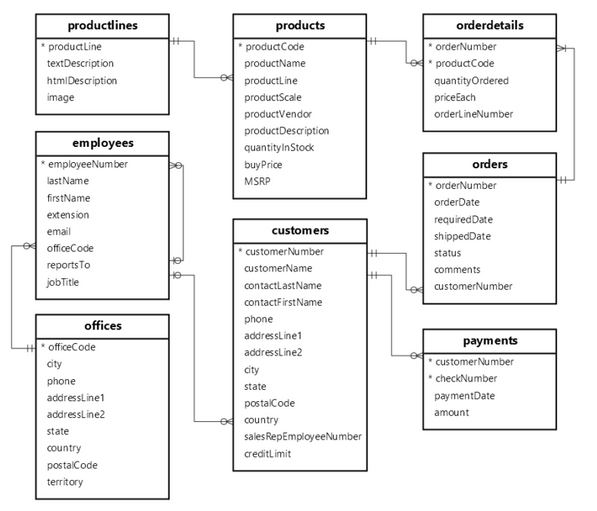 productlines
* productLine
textDescription
htmlDescription
image
products
* productCode
productName
productLine
productScale
productVendor
productDescription
quantityInStock
buyPrice
MSRP
orderdetails
* orderNumber
* productCode
quantityOrdered
priceEach
orderLineNumber
employees
* employeeNumber
lastName
firstName
extension
email
officeCode
reportsTo
jobTitle
customers
* customerNumber
customerName
contactLastName
contactFirstName
phone
addressLine1
addressLine2
city
state
postalCode
country
salesRepEmployeeNumber
creditLimit
orders
* orderNumber
orderDate
requiredDate
shippedDate
status
comments
customerNumber
offices
* officeCode
city
phone
addressLine1
addressLine2
state
country
postalCode
territory
payments
* customerNumber
* checkNumber
paymentDate
amount